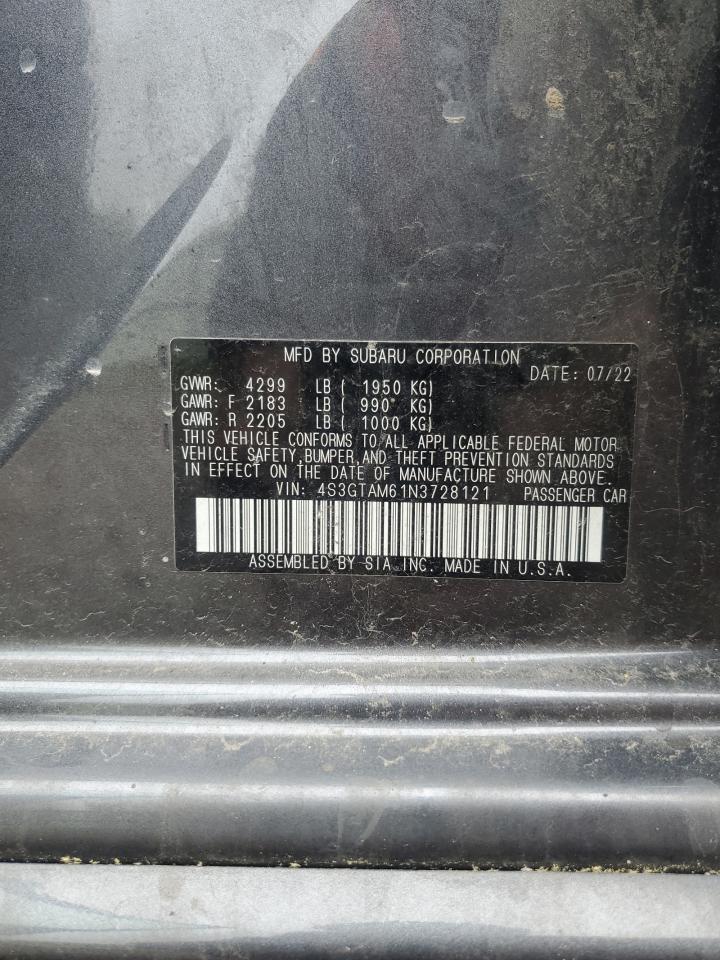 MFD BY SUBARU CORPORATION
DATE: 07/22
GVWR: 4299 LB ( 1950 KG)
GAWR: F 2183 LB ( 990 KG)
GAWR: R 2205 LB ( 1000 KG)
THIS VEHICLE CONFORMS TO ALL APPLICABLE FEDERAL MOTOR
VEHICLE SAFETY,BUMPER,AND THEFT PREVENTION STANDARDS
IN EFFECT ON THE DATE OF MANUFACTURE SHOWN ABOVE.
VIN: 4S3GTAM61N3728121 PASSENGER CAR
ASSEMBLED BY SIA INC. MADE IN U.S.A.